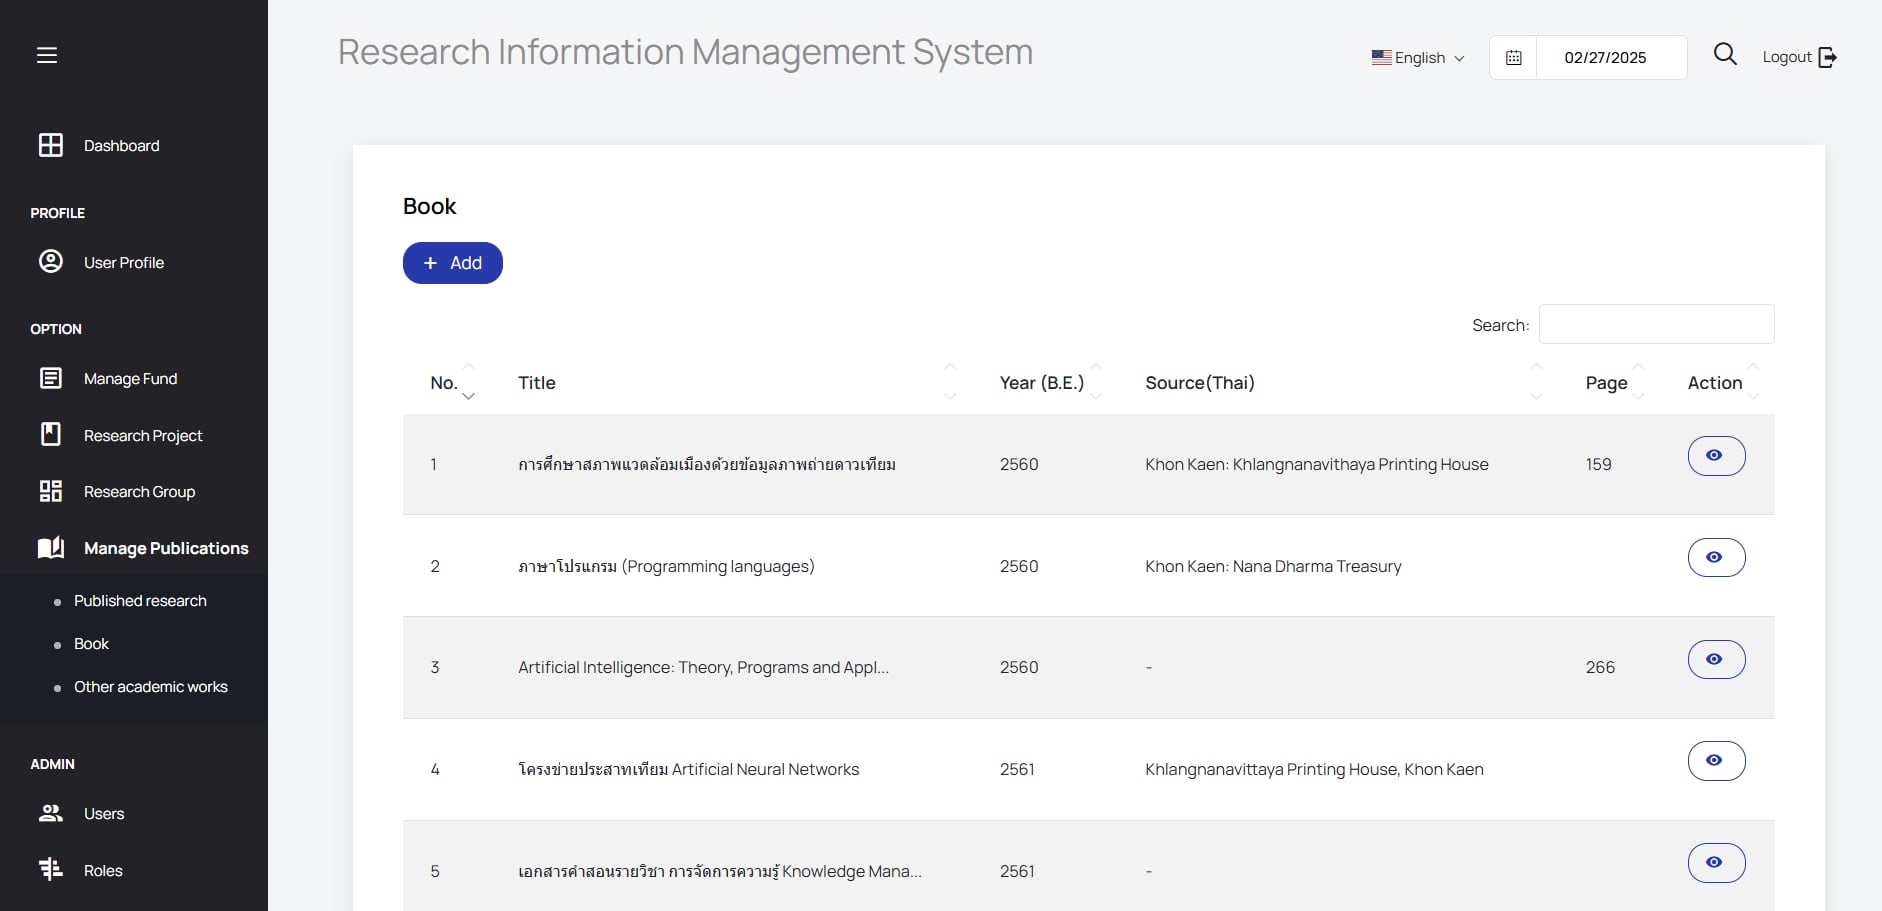 Research Information Management System
English
02/27/2025
Logout
Dashboard
PROFILE
User Profile
OPTION
Manage Fund
Research Project
Research Group
Manage Publications
Published research
Book
Other academic works
ADMIN
Users
Roles
Book
+ Add
Search:
No. Title Year (B.E.) Source(Thai) Page Action
1 การศึกษาสภาพแวดล้อมเมืองด้วยข้อมูลภาพถ่ายดาวเทียม 2560 Khon Kaen: Khlangnanavithaya Printing House 159
2 ภาษาโปรแกรม (Programming languages) 2560 Khon Kaen: Nana Dharma Treasury
3 Artificial Intelligence: Theory, Programs and Appl... 2560 - 266
4 โครงข่ายประสาทเทียม Artificial Neural Networks 2561 Khlangnanavittaya Printing House, Khon Kaen
5 เอกสารคำสอนรายวิชา การจัดการความรู้ Knowledge Mana... 2561 -